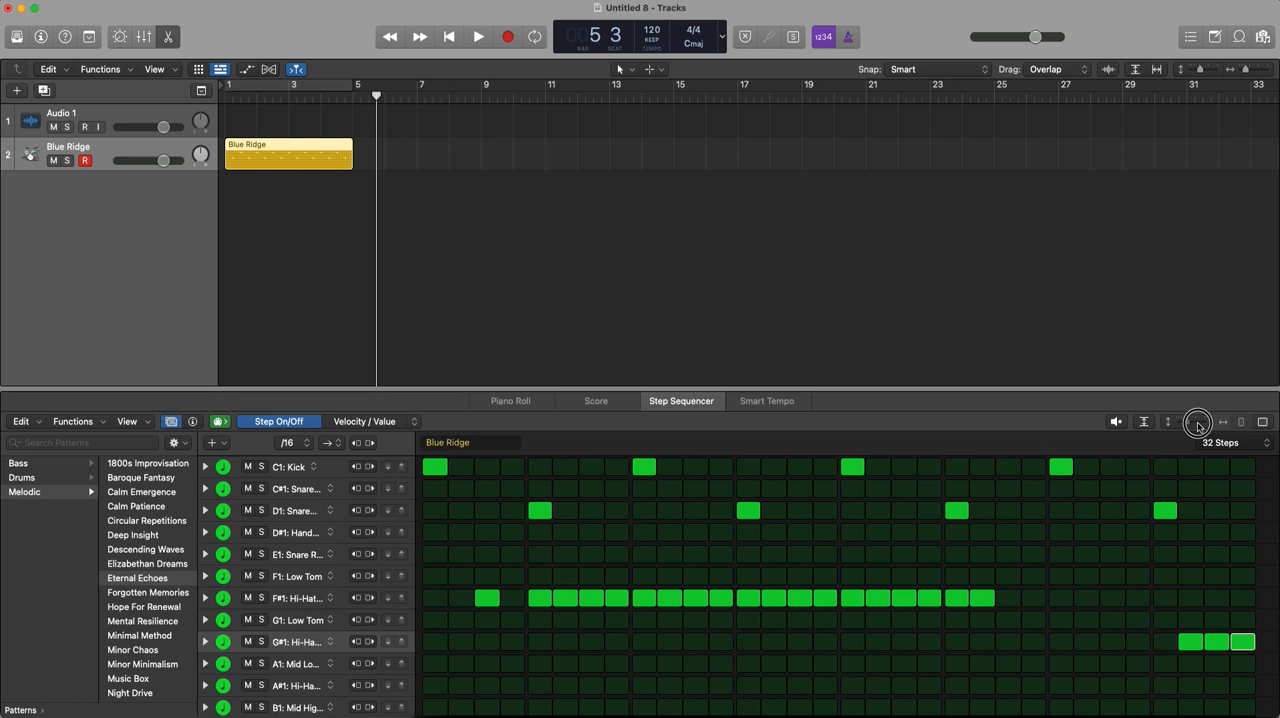 Untitled 8 - Tracks
5 3
BAR BEAT
120
KEEP
TEMPO
4/4
Cmaj
1234
Edit Functions View Snap: Smart Drag: Overlap
1 3 5 7 9 11 13 15 17 19 21 23 25 27 29 31 33
1 Audio 1
M S R I
2 Blue Ridge
M S R
Blue Ridge
Piano Roll Score Step Sequencer Smart Tempo
Edit Functions View Step On/Off Velocity / Value
Search Patterns /16 Blue Ridge 32 Steps
Bass
Drums
Melodic
1800s Improvisation
Baroque Fantasy
Calm Emergence
Calm Patience
Circular Repetitions
Deep Insight
Descending Waves
Elizabethan Dreams
Eternal Echoes
Forgotten Memories
Hope For Renewal
Mental Resilience
Minimal Method
Minor Chaos
Minor Minimalism
Music Box
Night Drive
M S C1: Kick
M S C#1: Snare...
M S D1: Snare...
M S D#1: Hand...
M S E1: Snare R...
M S F1: Low Tom
M S F#1: Hi-Hat...
M S G1: Low Tom
M S G#1: Hi-Ha...
M S A1: Mid Lo...
M S A#1: Hi-Ha...
M S B1: Mid Hig...
Patterns